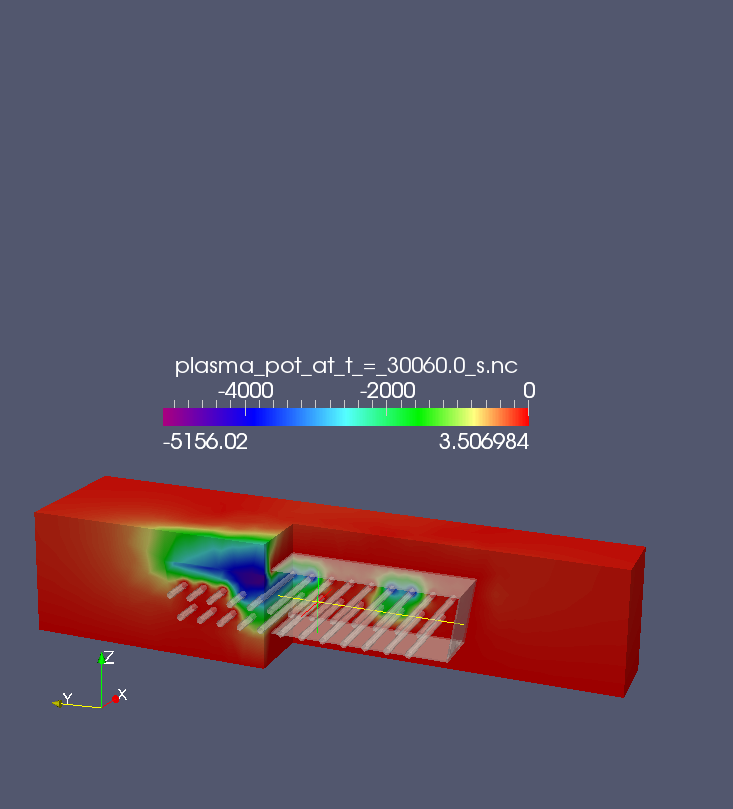 plasma_pot_at_t_=_30060.0_s.nc
-4000 -2000 0
-5156.02 3.506984
Z
Y X